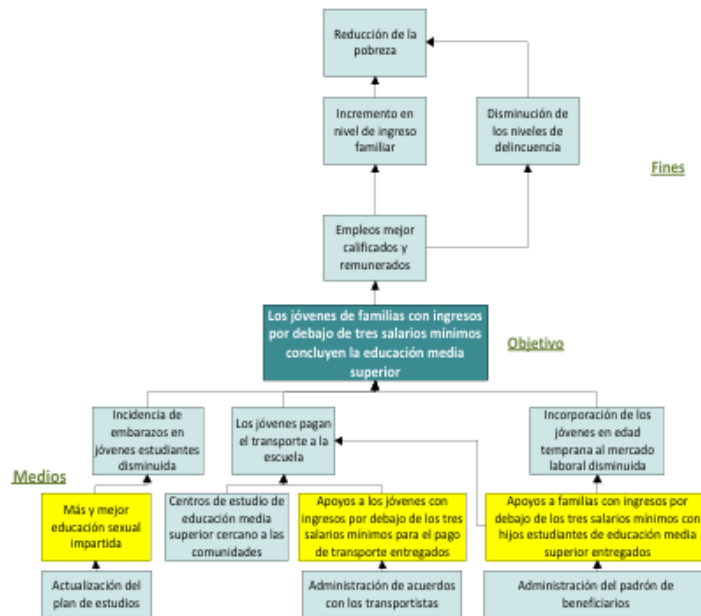 Reducción de la
pobreza
Incremento en
nivel de ingreso
familiar
Disminución de
los niveles de
delincuencia
Fines
Empleos mejor
calificados y
remunerados
Los jóvenes de familias con ingresos
por debajo de tres salarios mínimos
concluyen la educación media
superior
Objetivo
Incidencia de
embarazos en
jóvenes estudiantes
disminuida
Los jóvenes pagan
el transporte a la
escuela
Incorporación de los
jóvenes en edad
temprana al mercado
laboral disminuida
Medios
Más y mejor
educación sexual
impartida
Centros de estudio de
educación media
superior cercano a las
comunidades
Apoyos a los jóvenes con
ingresos por debajo de los tres
salarios mínimos para el pago
de transporte entregados
Apoyos a familias con ingresos por
debajo de los tres salarios mínimos con
hijos estudiantes de educación media
superior entregados
Actualización del
plan de estudios
Administración de acuerdos
con los transportistas
Administración del padrón de
beneficiarios